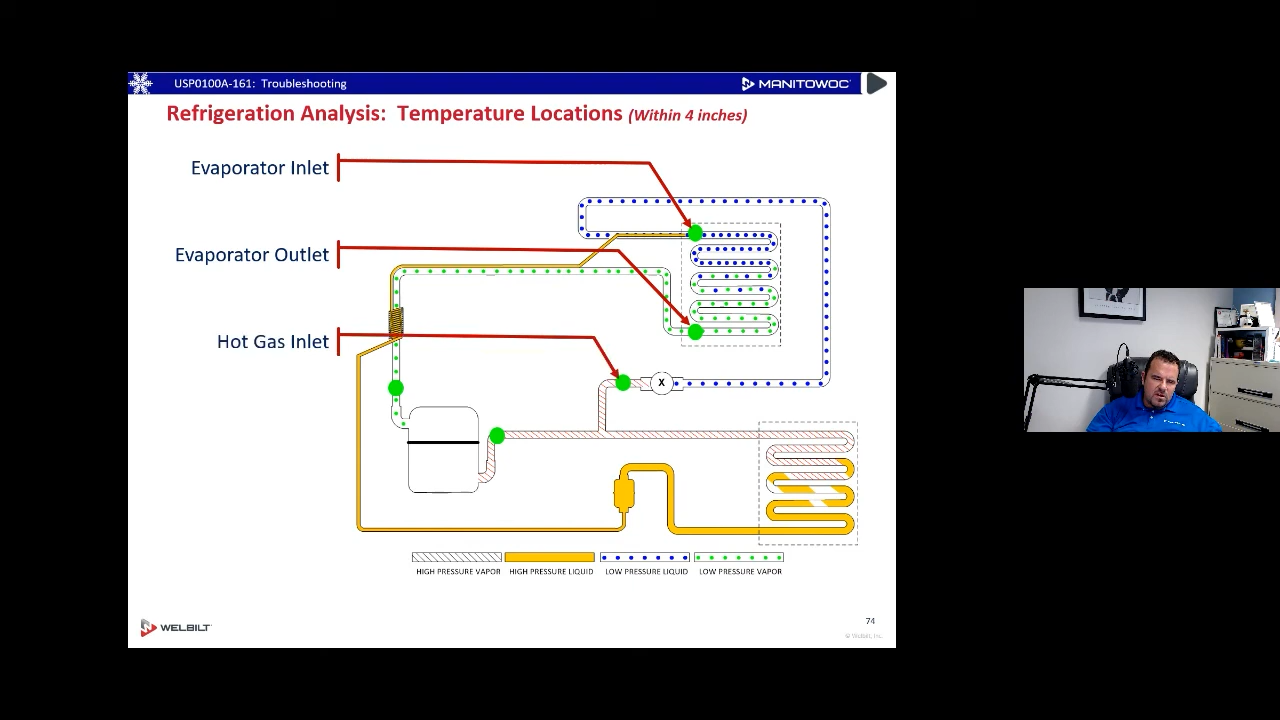 USP0100A-161: Troubleshooting
MANITOWOC
Refrigeration Analysis: Temperature Locations (Within 4 inches)
Evaporator Inlet
Evaporator Outlet
Hot Gas Inlet
X
HIGH PRESSURE VAPOR
HIGH PRESSURE LIQUID
LOW PRESSURE LIQUID
LOW PRESSURE VAPOR
WELBILT
74
© Welbilt, Inc.